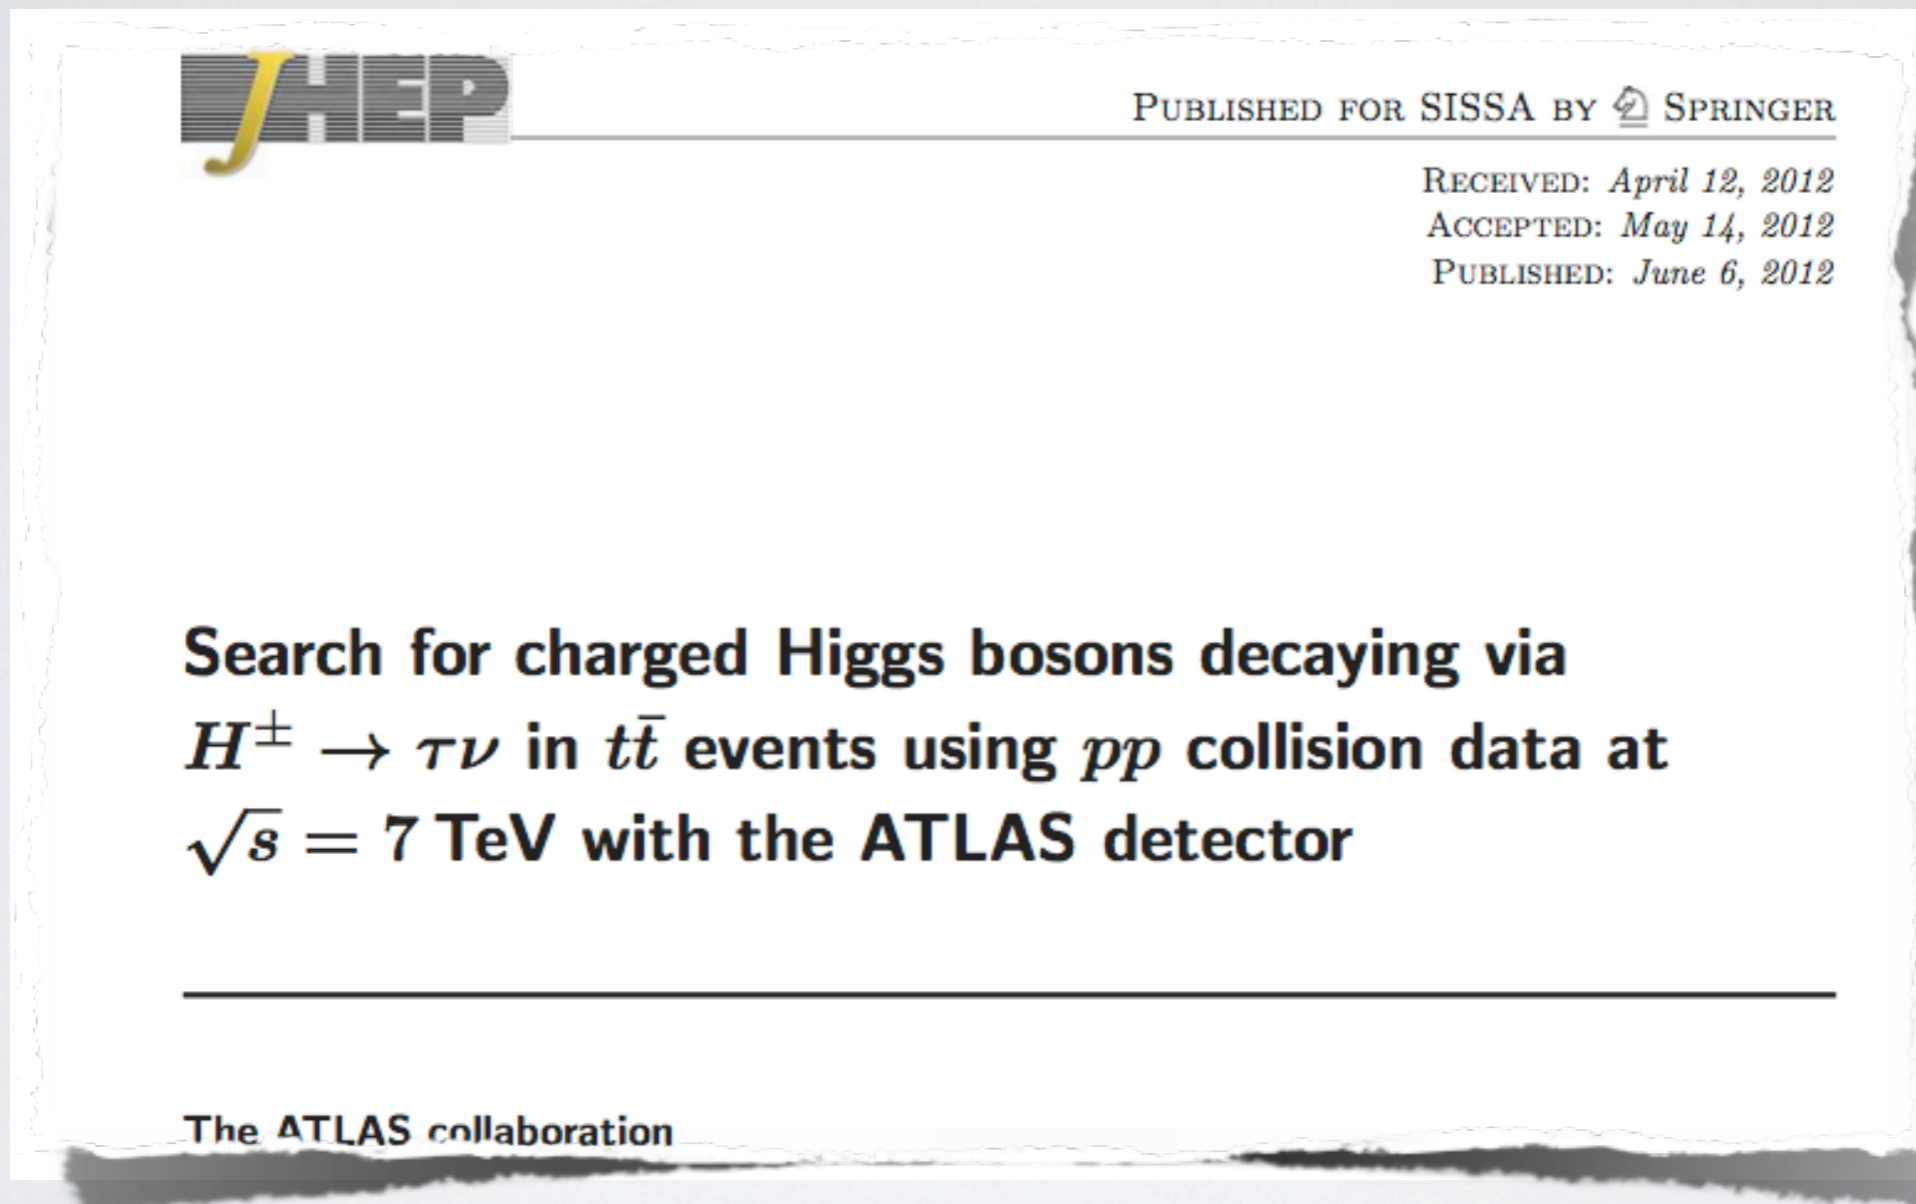 JHEP
PUBLISHED FOR SISSA BY SPRINGER
RECEIVED: April 12, 2012
ACCEPTED: May 14, 2012
PUBLISHED: June 6, 2012
Search for charged Higgs bosons decaying via
H± → τν in tt̄ events using pp collision data at
√s = 7 TeV with the ATLAS detector
The ATLAS collaboration